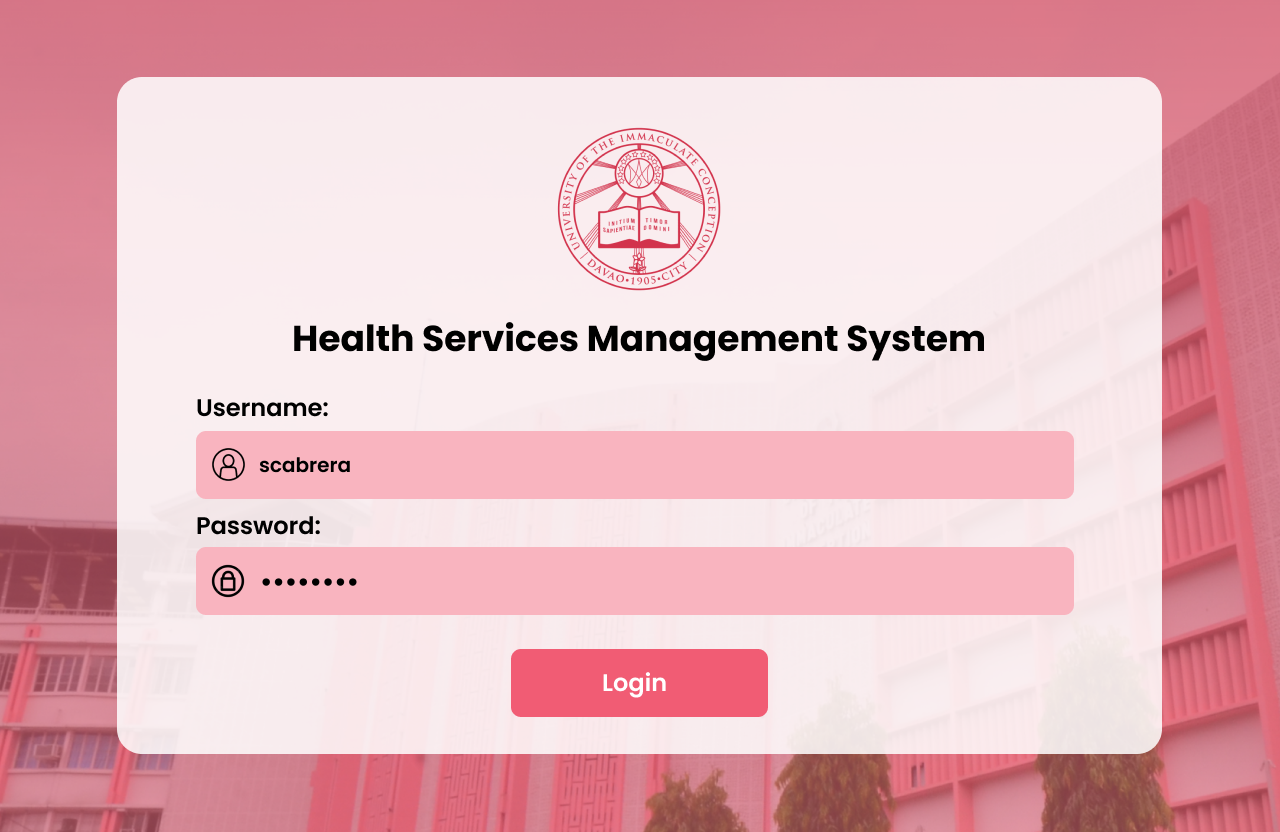 UNIVERSITY OF THE IMMACULATE CONCEPTION
INITIUM TIMOR
SAPIENTIAE DOMINI
DAVAO•1905•CITY
Health Services Management System
Username:
scabrera
Password:
••••••••
Login